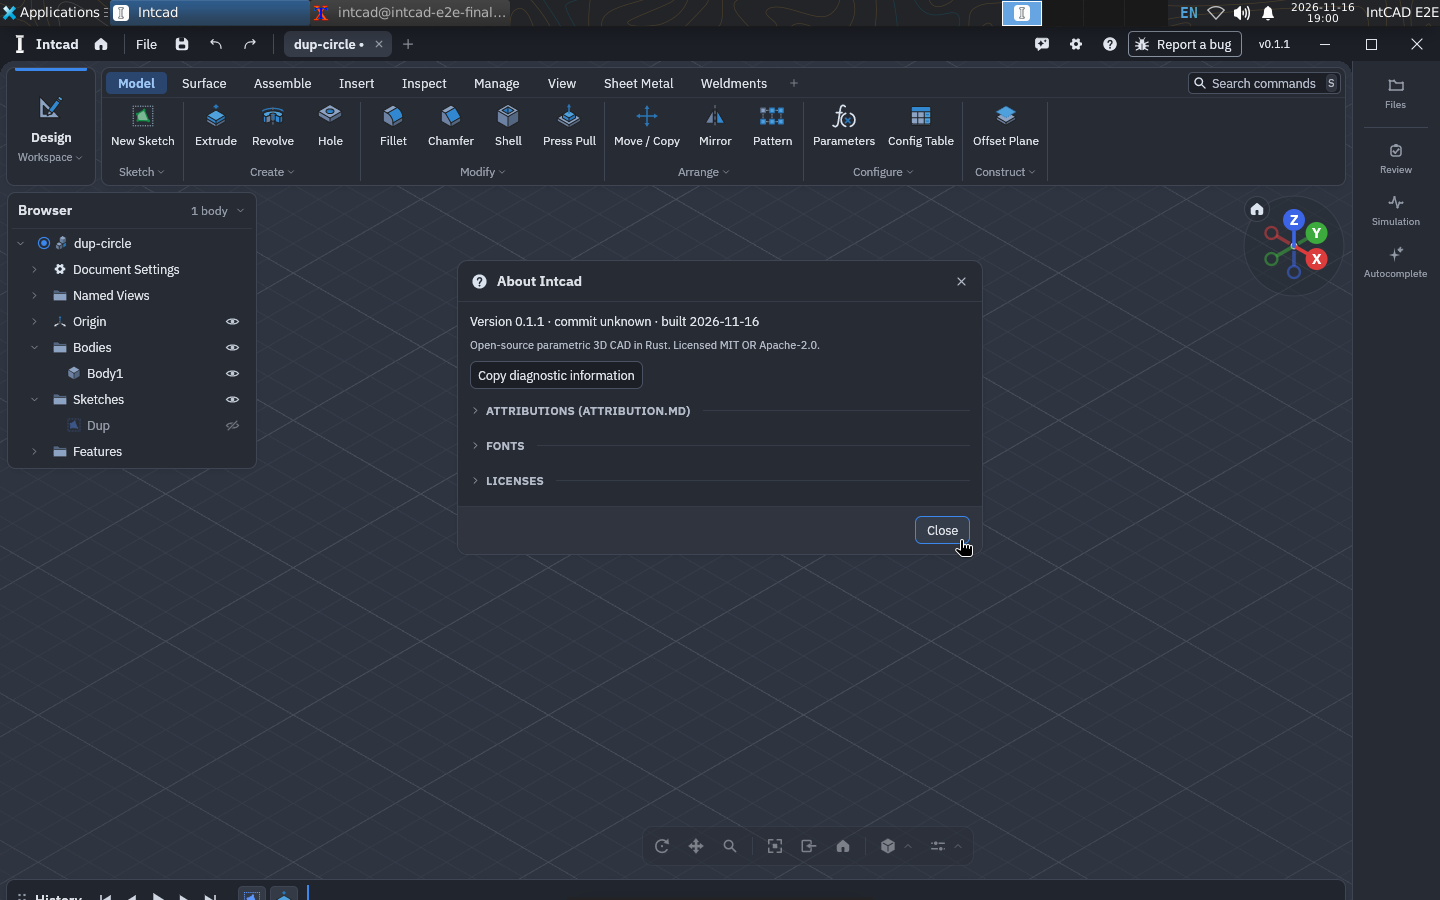 Applications
Intcad
intcad@intcad-e2e-final...
EN
2026-11-16
19:00
IntCAD E2E
Intcad
File
dup-circle •
Report a bug
v0.1.1
Design
Workspace
Model
Surface
Assemble
Insert
Inspect
Manage
View
Sheet Metal
Weldments
Search commands
S
New Sketch
Extrude
Revolve
Hole
Fillet
Chamfer
Shell
Press Pull
Move / Copy
Mirror
Pattern
Parameters
Config Table
Offset Plane
Sketch
Create
Modify
Arrange
Configure
Construct
Files
Review
Simulation
Autocomplete
Browser
1 body
dup-circle
Document Settings
Named Views
Origin
Bodies
Body1
Sketches
Dup
Features
Z
Y
X
About Intcad
Version 0.1.1 · commit unknown · built 2026-11-16
Open-source parametric 3D CAD in Rust. Licensed MIT OR Apache-2.0.
Copy diagnostic information
ATTRIBUTIONS (ATTRIBUTION.MD)
FONTS
LICENSES
Close
History